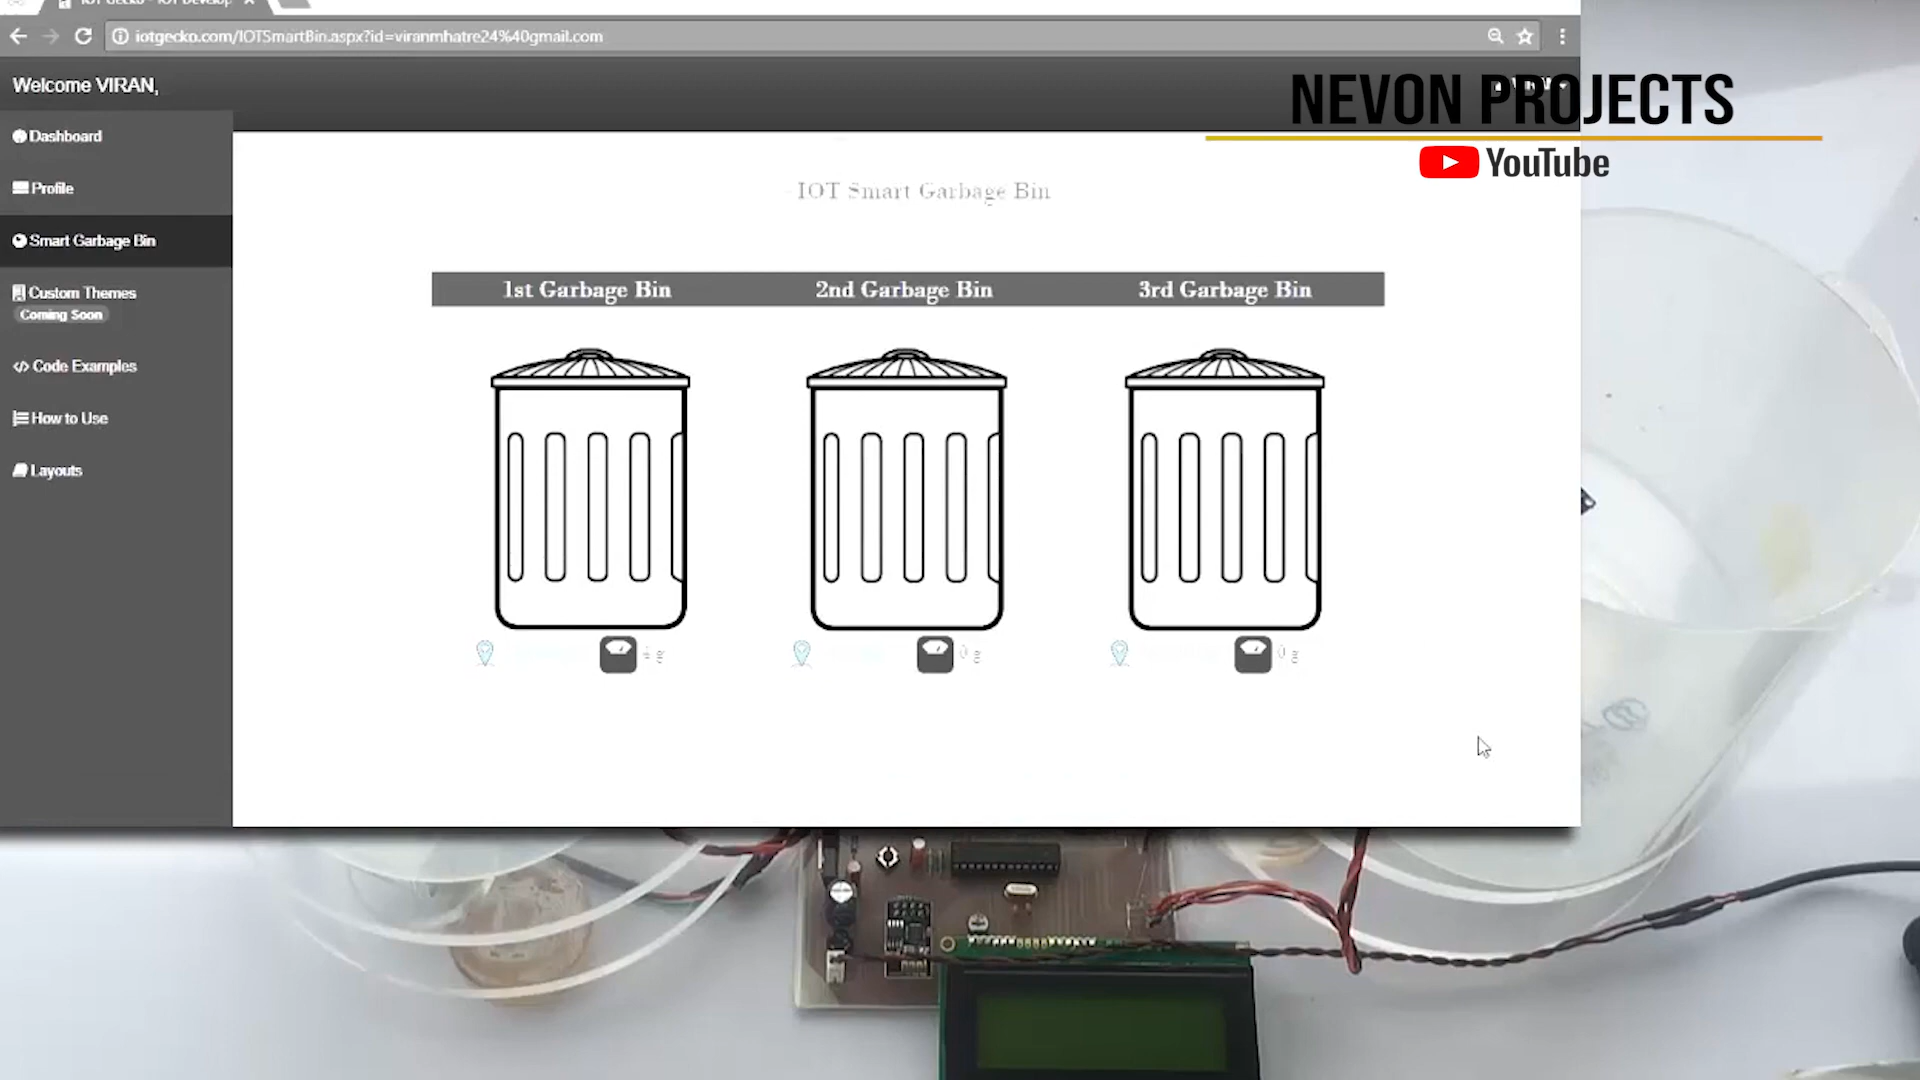 iotgecko.com/IOTSmartBin.aspx?id=viranmhatre24%40gmail.com
Welcome VIRAN,
NEVON PROJECTS
YouTube
Dashboard
Profile
Smart Garbage Bin
Custom Themes
Coming Soon
Code Examples
How to Use
Layouts
IOT Smart Garbage Bin
1st Garbage Bin
2nd Garbage Bin
3rd Garbage Bin
g
0 g
0 g